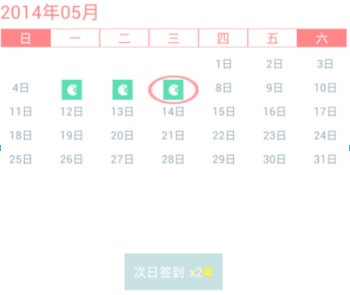 2014年05月
日 一 二 三 四 五 六
1日 2日 3日
4日 8日 9日 10日
11日 12日 13日 14日 15日 16日 17日
18日 19日 20日 21日 22日 23日 24日
25日 26日 27日 28日 29日 30日 31日
次日签到 x2